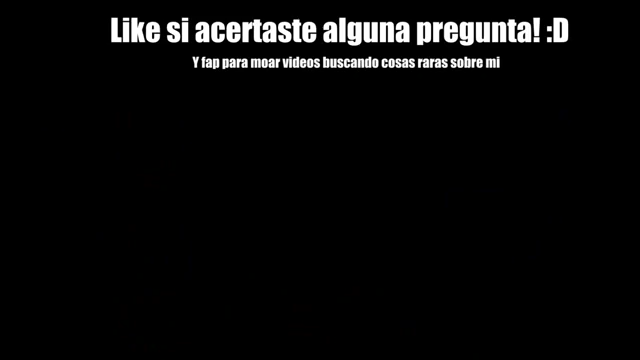 Like si acertaste alguna pregunta! :D
Y fap para moar videos buscando cosas raras sobre mi